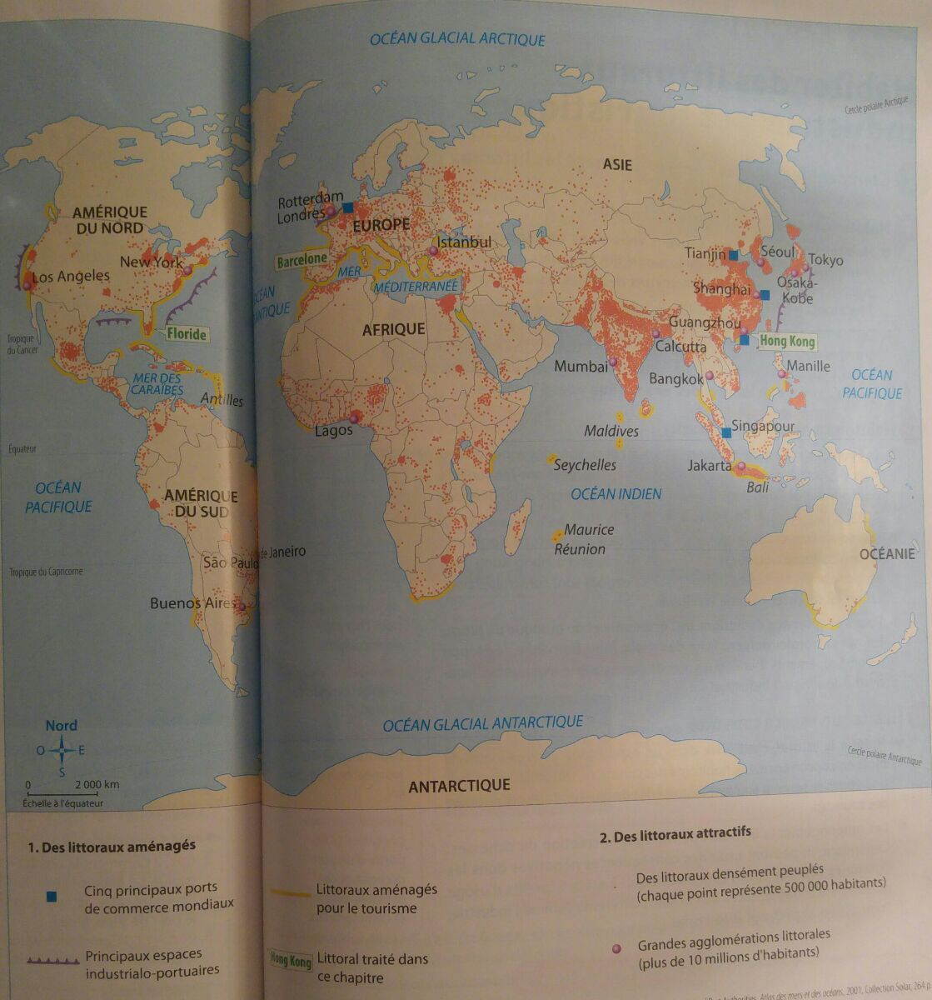 OCÉAN GLACIAL ARCTIQUE
Cercle polaire Arctique
ASIE
AMÉRIQUE
DU NORD
Rotterdam
Londres
EUROPE
Istanbul
New York
Los Angeles
Barcelone
MER
MÉDITERRANÉE
Tianjin
Séoul
Tokyo
Shanghai
Osaka-
Kobe
Guangzhou
Hong Kong
Floride
AFRIQUE
Tropique
du Cancer
Calcutta
Mumbai
Bangkok
Manille
OCÉAN
PACIFIQUE
MER DES
CARAÏBES
Antilles
Lagos
Maldives
Singapour
Équateur
Seychelles
Jakarta
Bali
OCÉAN
PACIFIQUE
AMÉRIQUE
DU SUD
OCÉAN INDIEN
Maurice
Réunion
de Janeiro
São Paulo
OCÉANIE
Tropique du Capricorne
Buenos Aires
OCÉAN GLACIAL ANTARCTIQUE
Nord
O
E
S
0 2 000 km
Échelle à l'équateur
Cercle polaire Antarctique
ANTARCTIQUE
1. Des littoraux aménagés
Cinq principaux ports
de commerce mondiaux
Principaux espaces
industrialo-portuaires
Littoraux aménagés
pour le tourisme
Hong Kong
Littoral traité dans
ce chapitre
2. Des littoraux attractifs
Des littoraux densément peuplés
(chaque point représente 500 000 habitants)
Grandes agglomérations littorales
(plus de 10 millions d'habitants)
Authorities, Atlas des mers et des océans, 2001, Collection Solar, 264 p.